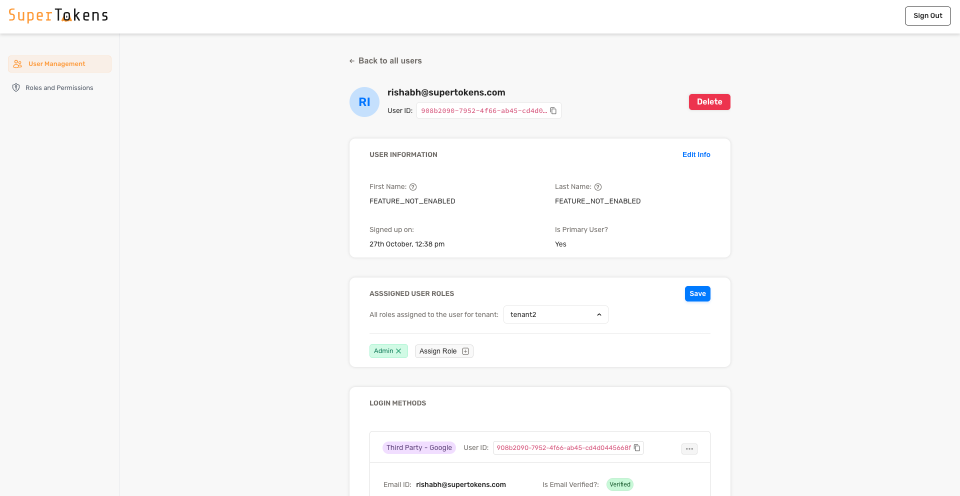 SuperTokens
Sign Out
User Management
Roles and Permissions
← Back to all users
RI
rishabh@supertokens.com
User ID: 908b2090-7952-4f66-ab45-cd4d0...
Delete
USER INFORMATION
Edit Info
First Name:
Last Name:
FEATURE_NOT_ENABLED
FEATURE_NOT_ENABLED
Signed up on:
Is Primary User?
27th October, 12:38 pm
Yes
ASSSIGNED USER ROLES
Save
All roles assigned to the user for tenant: tenant2
Admin
Assign Role
LOGIN METHODS
Third Party - Google User ID: 908b2090-7952-4f66-ab45-cd4d0445668f
...
Email ID: rishabh@supertokens.com Is Email Verified?: Verified